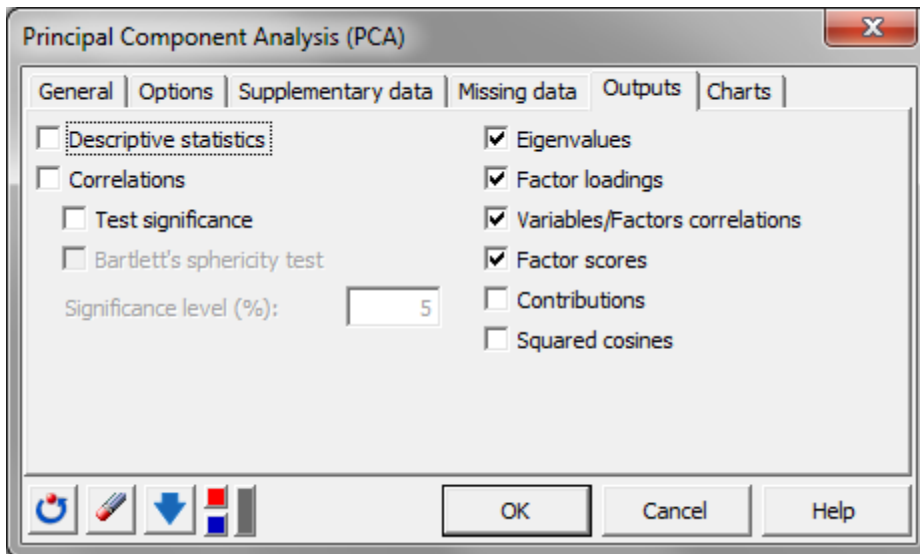 Principal Component Analysis (PCA)
General
Options
Supplementary data
Missing data
Outputs
Charts
Descriptive statistics
Correlations
Test significance
Bartlett's sphericity test
Significance level (%):
5
Eigenvalues
Factor loadings
Variables/Factors correlations
Factor scores
Contributions
Squared cosines
OK
Cancel
Help